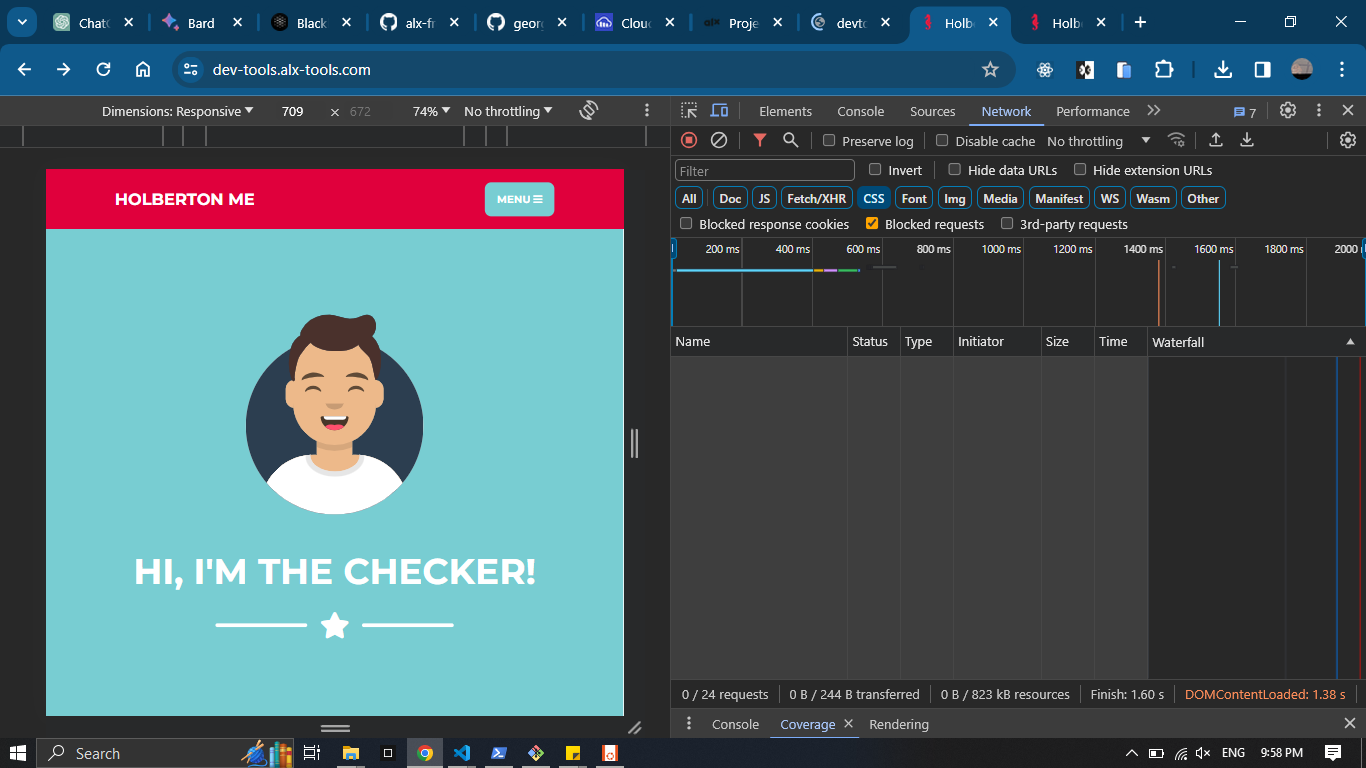 ChatG Bard Black alx-fr georg Cloud alx Proje devto Holbe Holbe
dev-tools.alx-tools.com
Dimensions: Responsive 709 × 672 74% No throttling
Elements Console Sources Network Performance 7
Preserve log Disable cache No throttling
Filter Invert Hide data URLs Hide extension URLs
All Doc JS Fetch/XHR CSS Font Img Media Manifest WS Wasm Other
Blocked response cookies Blocked requests 3rd-party requests
200 ms 400 ms 600 ms 800 ms 1000 ms 1200 ms 1400 ms 1600 ms 1800 ms 2000
Name Status Type Initiator Size Time Waterfall
HOLBERTON ME MENU
HI, I'M THE CHECKER!
0 / 24 requests 0 B / 244 B transferred 0 B / 823 kB resources Finish: 1.60 s DOMContentLoaded: 1.38 s
Console Coverage Rendering
Search ENG 9:58 PM